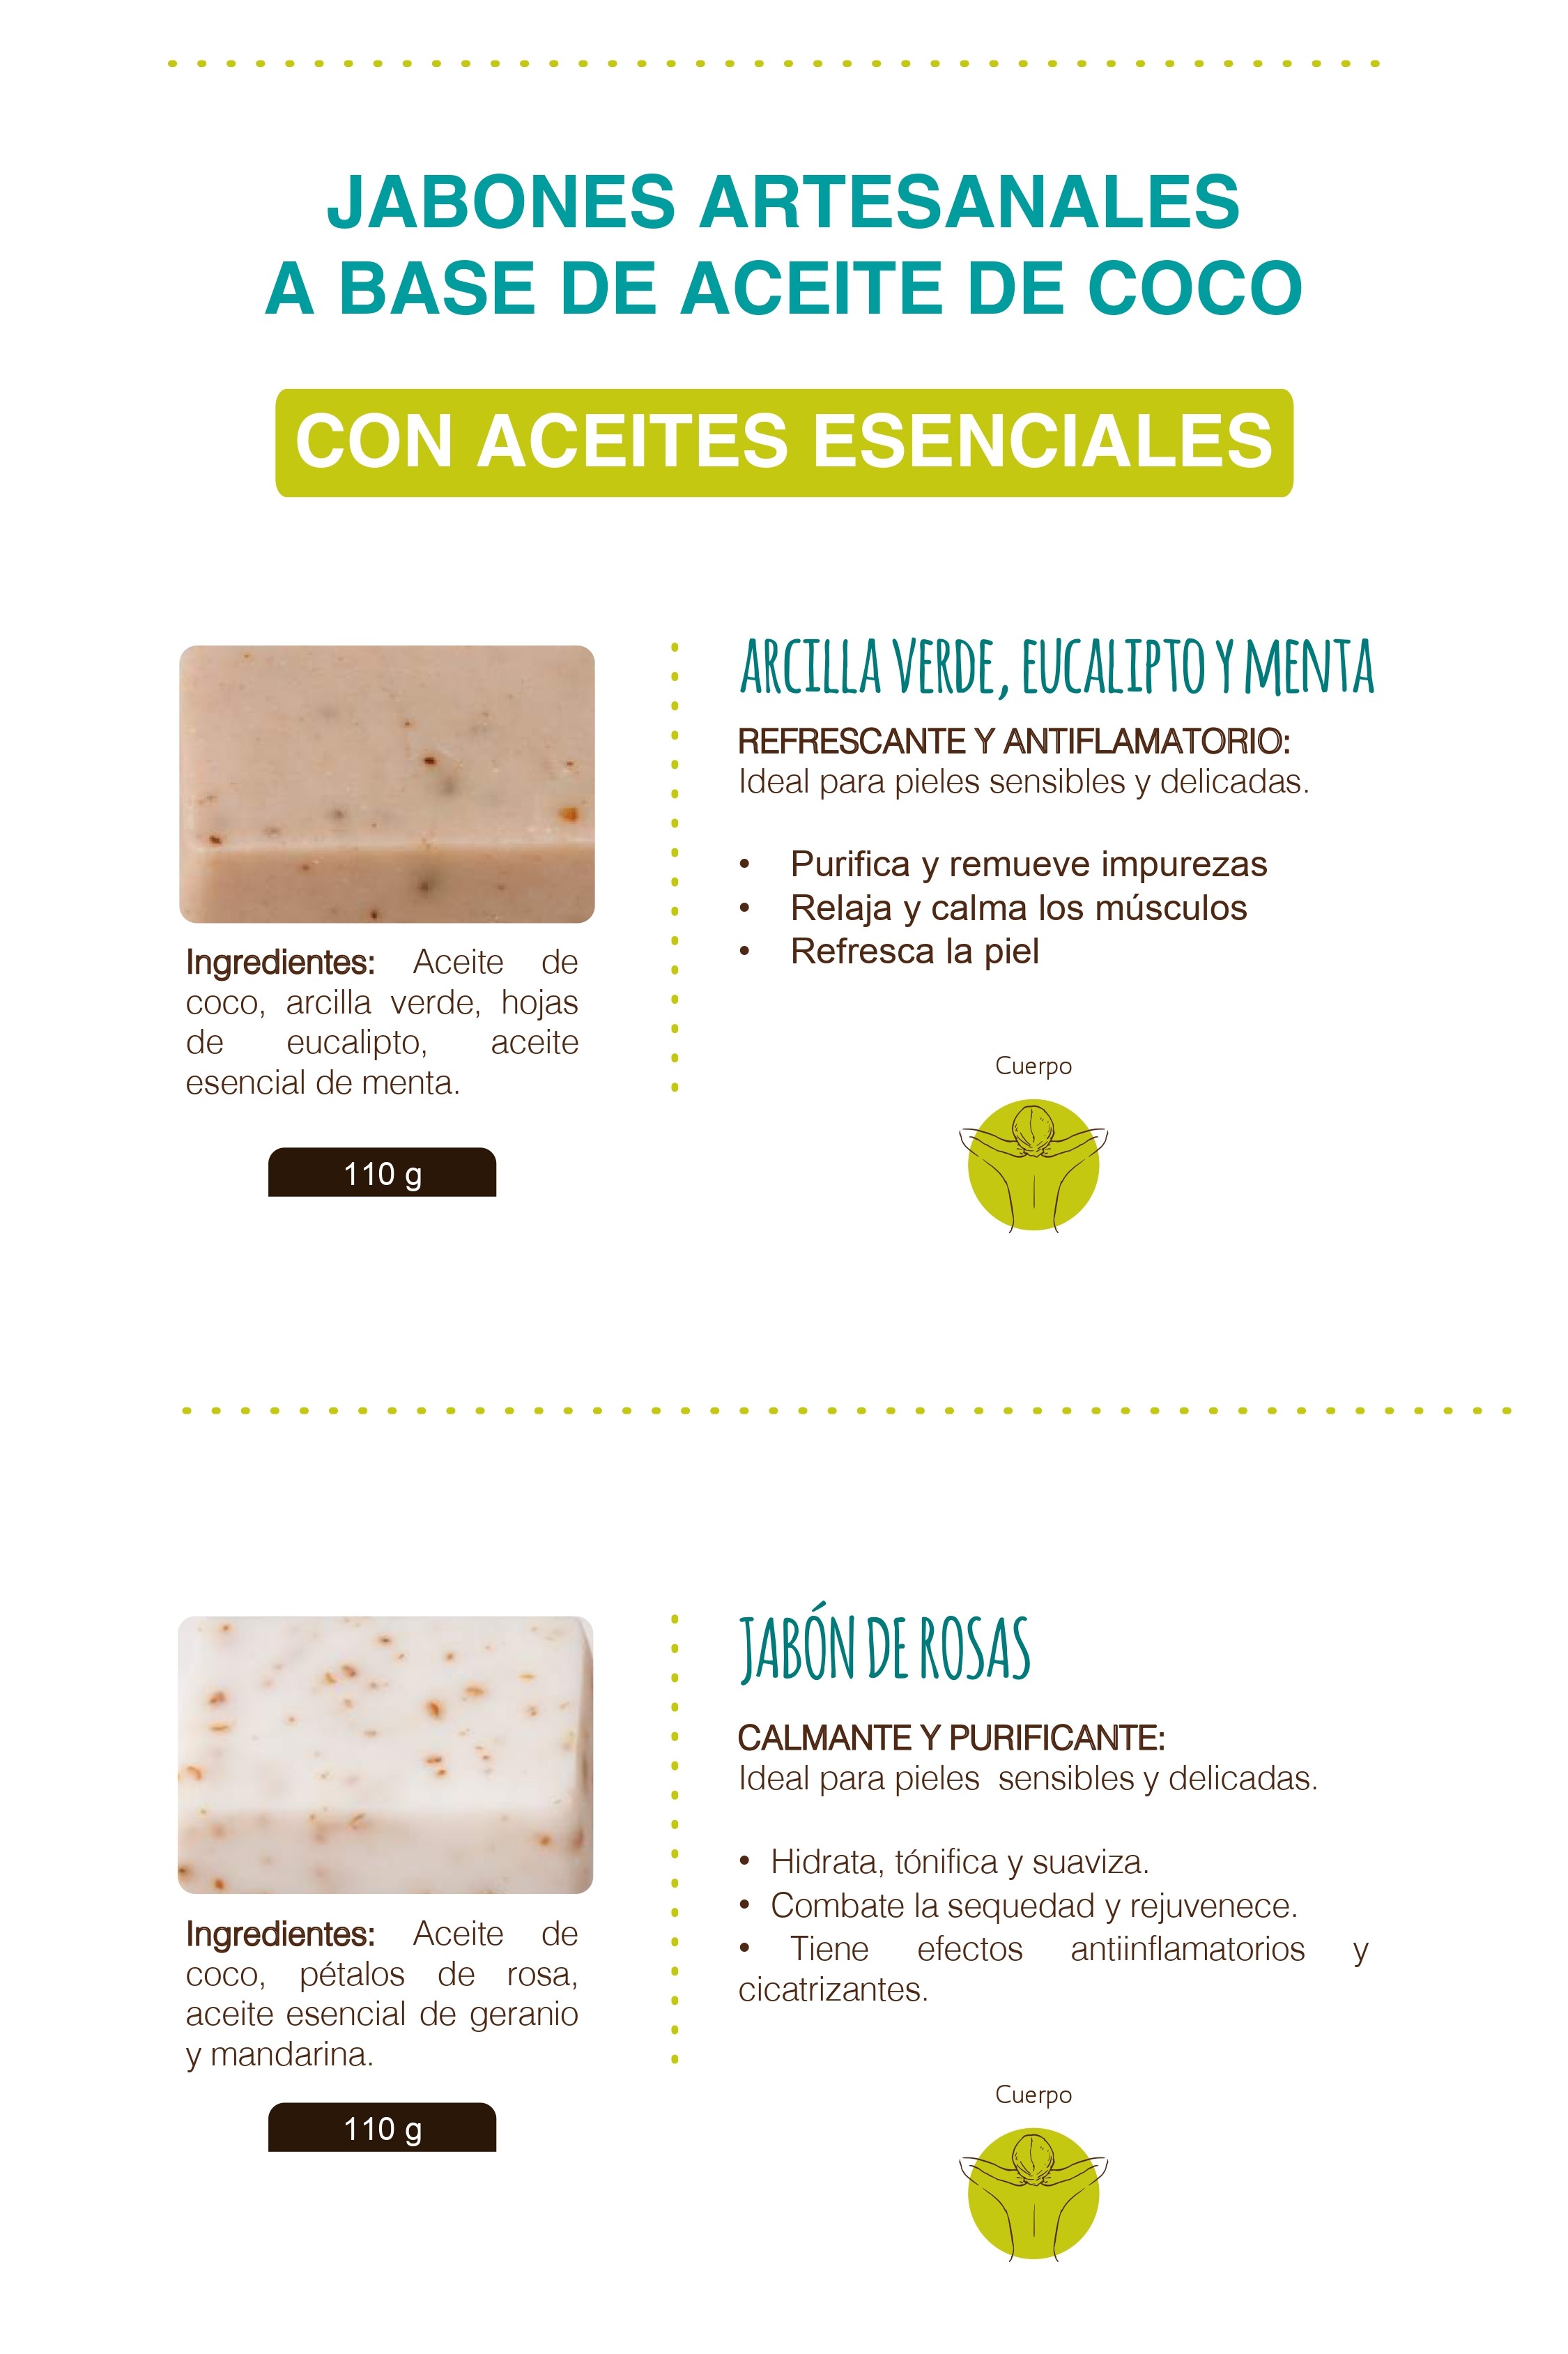 JABONES ARTESANALES
A BASE DE ACEITE DE COCO
CON ACEITES ESENCIALES
ARCILLA VERDE, EUCALIPTO Y MENTA
REFRESCANTE Y ANTIFLAMATORIO:
Ideal para pieles sensibles y delicadas.
• Purifica y remueve impurezas
• Relaja y calma los músculos
• Refresca la piel
Ingredientes: Aceite de
coco, arcilla verde, hojas
de eucalipto, aceite
esencial de menta.
110 g
Cuerpo
JABÓN DE ROSAS
CALMANTE Y PURIFICANTE:
Ideal para pieles sensibles y delicadas.
• Hidrata, tónifica y suaviza.
• Combate la sequedad y rejuvenece.
• Tiene efectos antiinflamatorios y
cicatrizantes.
Ingredientes: Aceite de
coco, pétalos de rosa,
aceite esencial de geranio
y mandarina.
110 g
Cuerpo